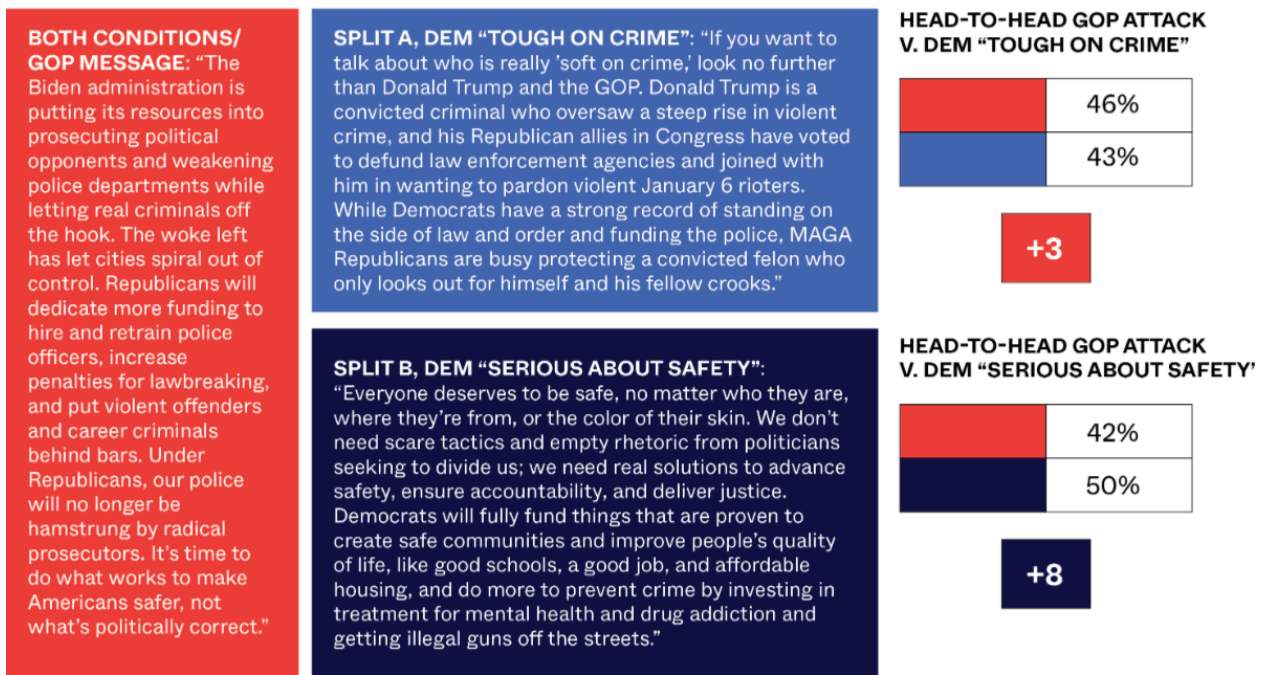 BOTH CONDITIONS/
GOP MESSAGE: “The
Biden administration is
putting its resources into
prosecuting political
opponents and weakening
police departments while
letting real criminals off
the hook. The woke left
has let cities spiral out of
control. Republicans will
dedicate more funding to
hire and retrain police
officers, increase
penalties for lawbreaking,
and put violent offenders
and career criminals
behind bars. Under
Republicans, our police
will no longer be
hamstrung by radical
prosecutors. It’s time to
do what works to make
Americans safer, not
what’s politically correct.”
SPLIT A, DEM “TOUGH ON CRIME”: “If you want to
talk about who is really ’soft on crime,’ look no further
than Donald Trump and the GOP. Donald Trump is a
convicted criminal who oversaw a steep rise in violent
crime, and his Republican allies in Congress have voted
to defund law enforcement agencies and joined with
him in wanting to pardon violent January 6 rioters.
While Democrats have a strong record of standing on
the side of law and order and funding the police, MAGA
Republicans are busy protecting a convicted felon who
only looks out for himself and his fellow crooks.”
HEAD-TO-HEAD GOP ATTACK
V. DEM “TOUGH ON CRIME”
46%
43%
+3
SPLIT B, DEM “SERIOUS ABOUT SAFETY”:
“Everyone deserves to be safe, no matter who they are,
where they’re from, or the color of their skin. We don’t
need scare tactics and empty rhetoric from politicians
seeking to divide us; we need real solutions to advance
safety, ensure accountability, and deliver justice.
Democrats will fully fund things that are proven to
create safe communities and improve people’s quality
of life, like good schools, a good job, and affordable
housing, and do more to prevent crime by investing in
treatment for mental health and drug addiction and
getting illegal guns off the streets.”
HEAD-TO-HEAD GOP ATTACK
V. DEM “SERIOUS ABOUT SAFETY’
42%
50%
+8